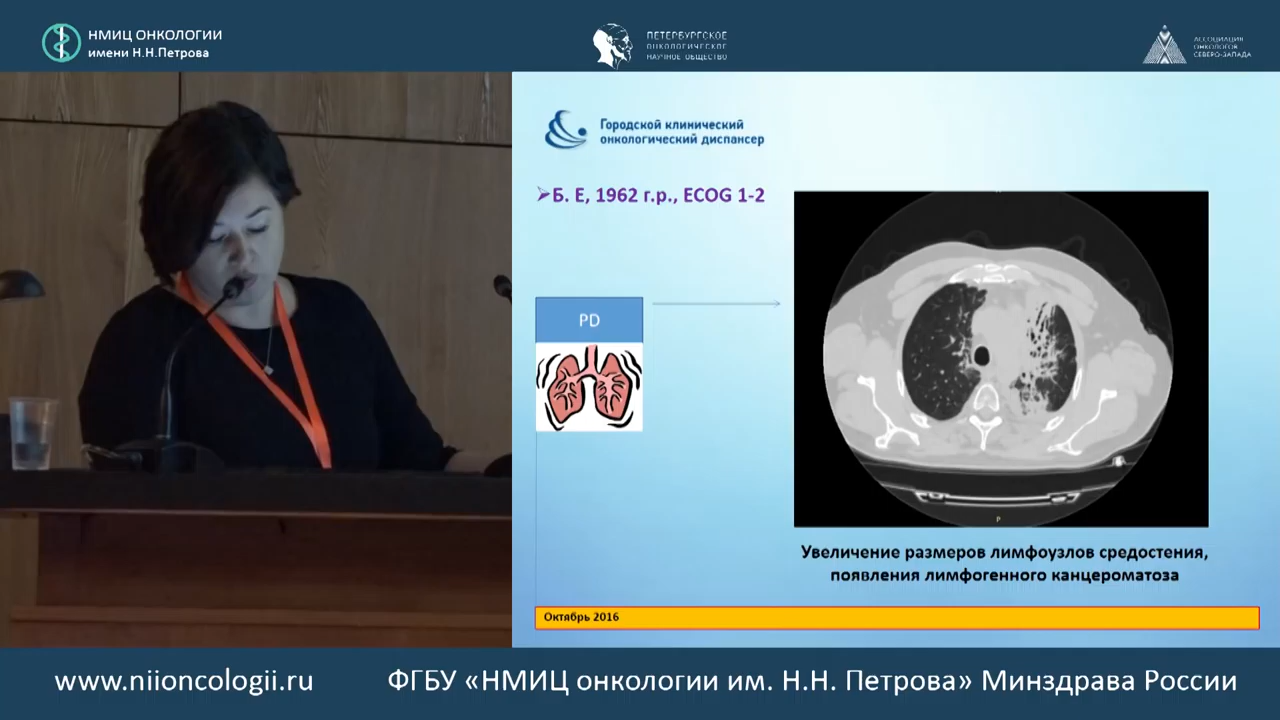 НМИЦ ОНКОЛОГИИ
имени Н.Н.Петрова
ПЕТЕРБУРГСКОЕ
ОНКОЛОГИЧЕСКОЕ
НАУЧНОЕ ОБЩЕСТВО
АССОЦИАЦИЯ
ОНКОЛОГОВ
СЕВЕРО-ЗАПАДА
Городской клинический
онкологический диспансер
➢Б. Е, 1962 г.р., ECOG 1-2
PD
P
Увеличение размеров лимфоузлов средостения,
появления лимфогенного канцероматоза
Октябрь 2016
www.niioncologii.ru
ФГБУ «НМИЦ онкологии им. Н.Н. Петрова» Минздрава России